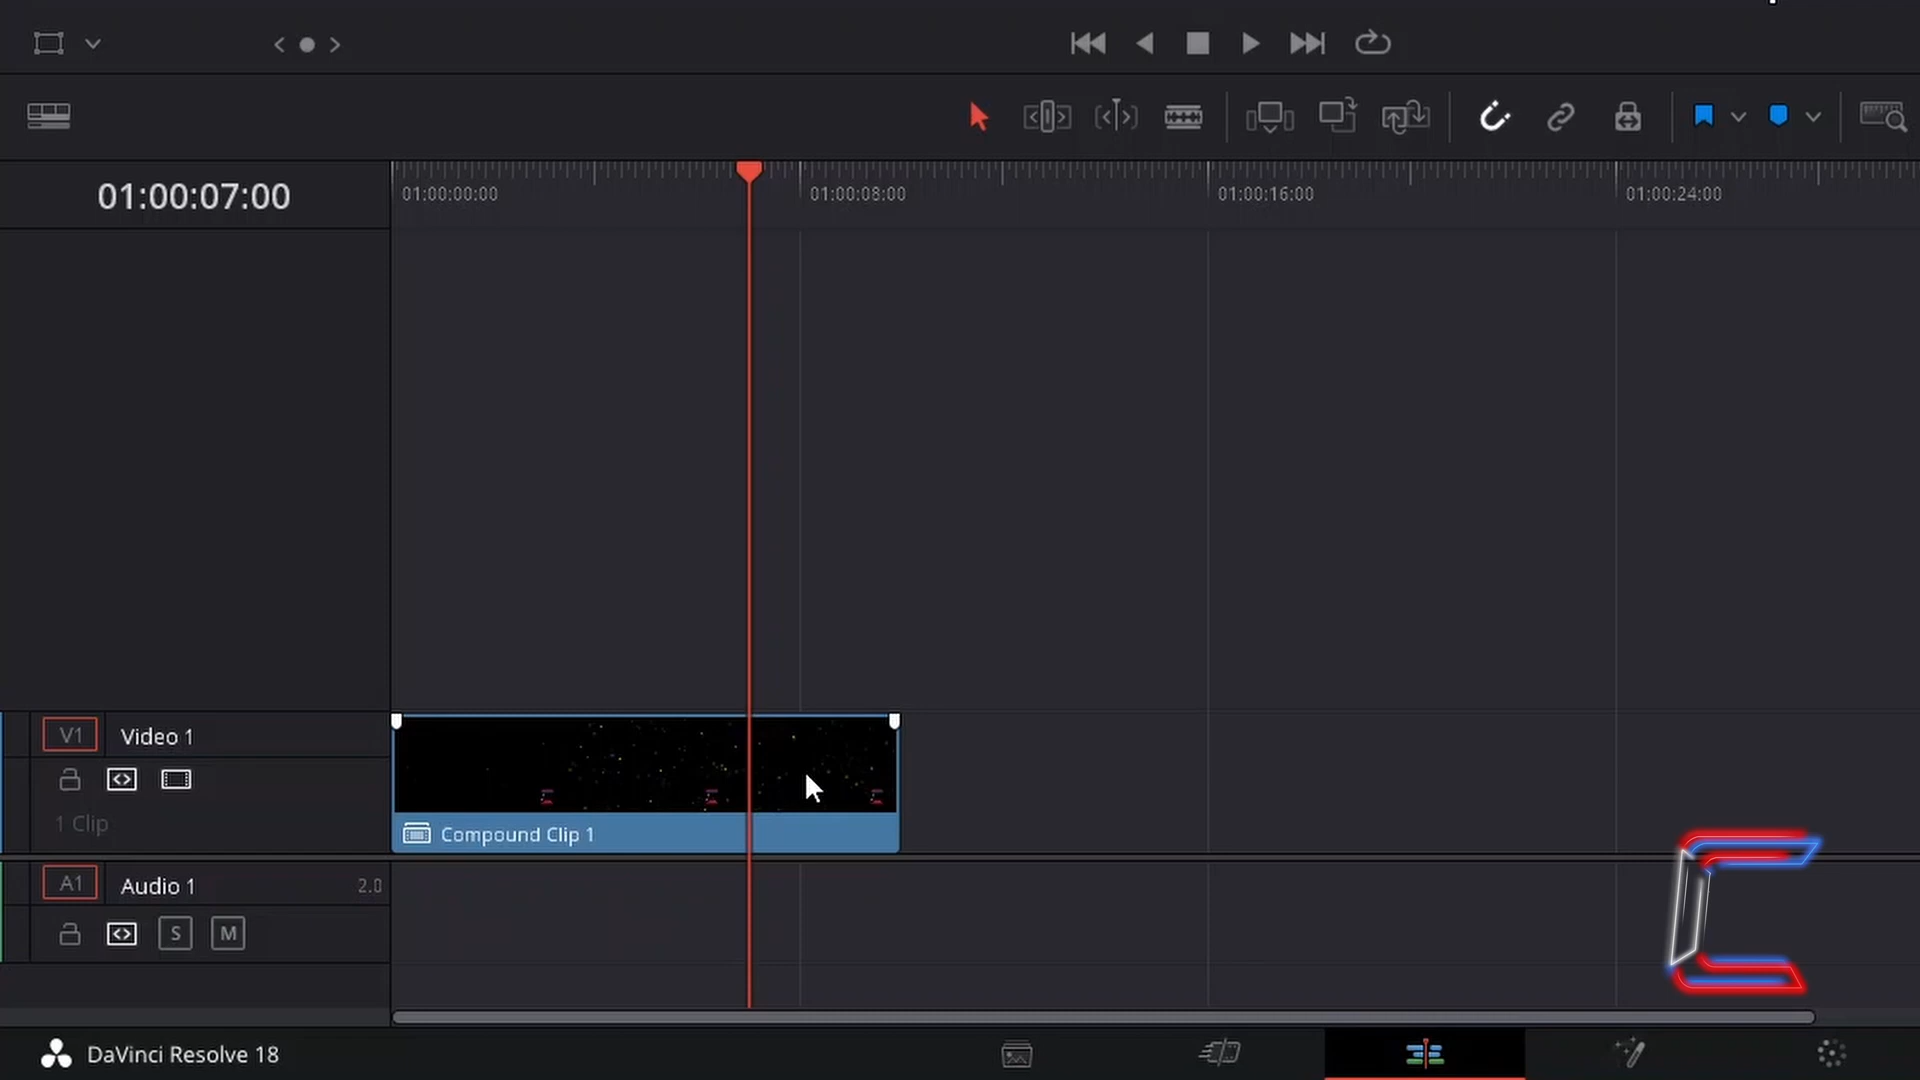 01:00:07:00
01:00:00:00
01:00:08:00
01:00:16:00
01:00:24:00
V1
Video 1
1 Clip
Compound Clip 1
A1
Audio 1
2.0
S
M
DaVinci Resolve 18